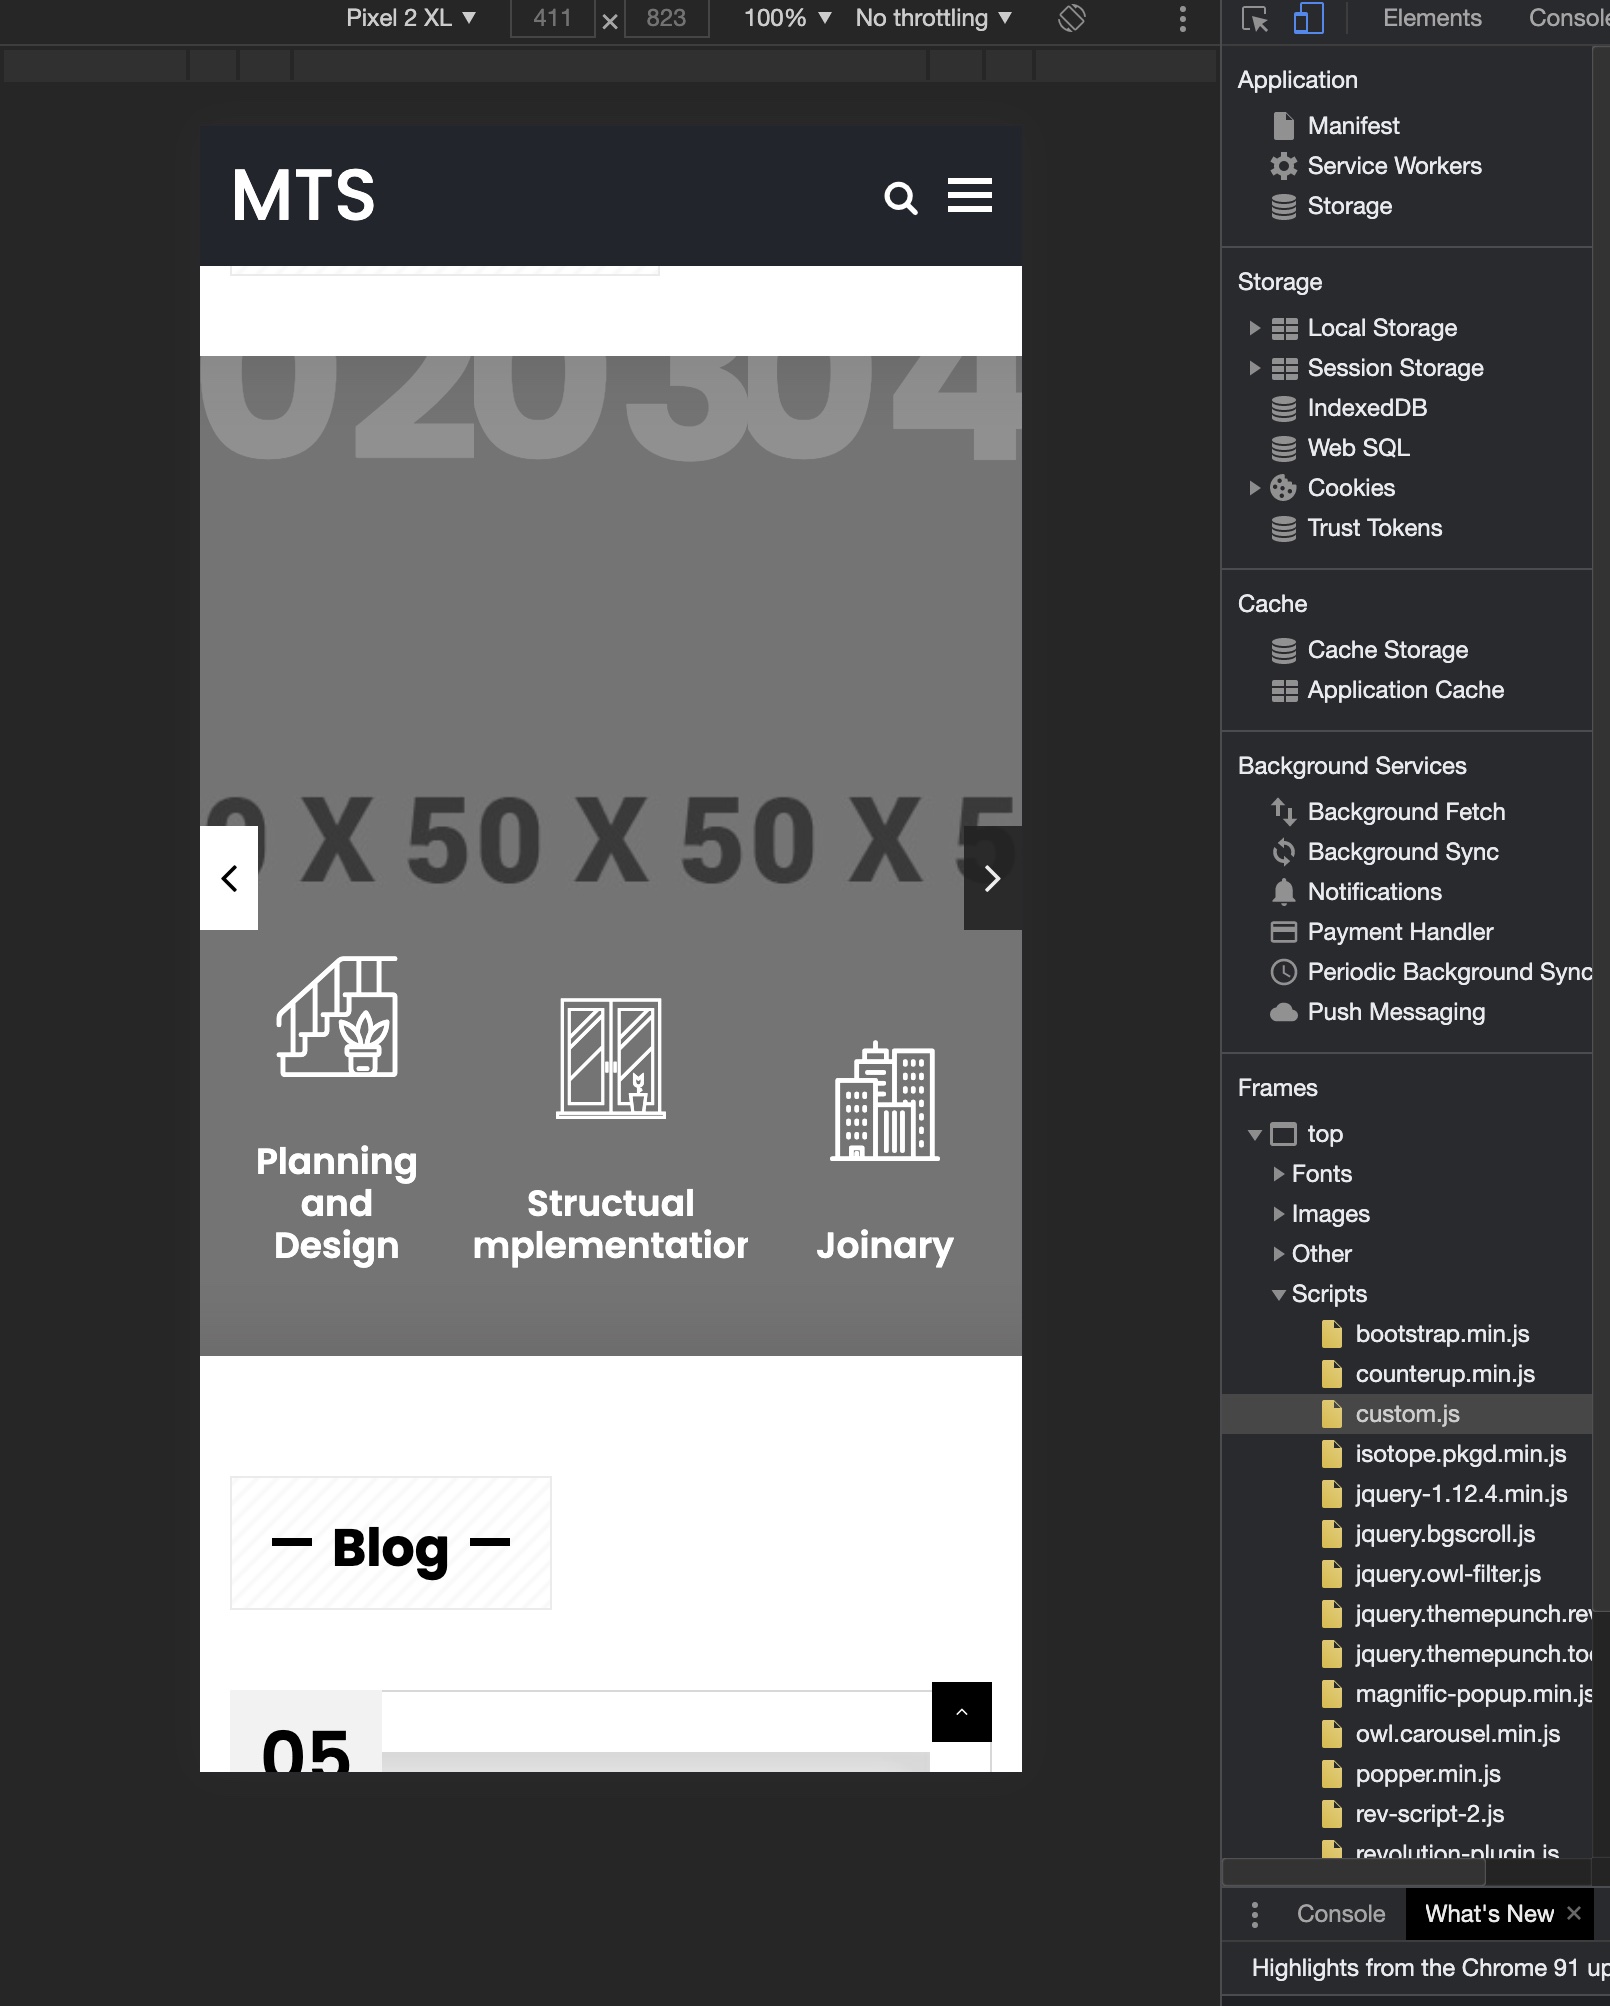 Pixel 2 XL ▼ 411 × 823 100% ▼ No throttling ▼
Elements Console
MTS
020304
0 X 50 X 50 X 5
Planning
and
Design
Structual
mplementation
Joinary
Blog
05
Application
Manifest
Service Workers
Storage
Storage
Local Storage
Session Storage
IndexedDB
Web SQL
Cookies
Trust Tokens
Cache
Cache Storage
Application Cache
Background Services
Background Fetch
Background Sync
Notifications
Payment Handler
Periodic Background Sync
Push Messaging
Frames
top
Fonts
Images
Other
Scripts
bootstrap.min.js
counterup.min.js
custom.js
isotope.pkgd.min.js
jquery-1.12.4.min.js
jquery.bgscroll.js
jquery.owl-filter.js
jquery.themepunch.rev
jquery.themepunch.too
magnific-popup.min.js
owl.carousel.min.js
popper.min.js
rev-script-2.js
revolution-plugin.js
Console What's New ×
Highlights from the Chrome 91 up